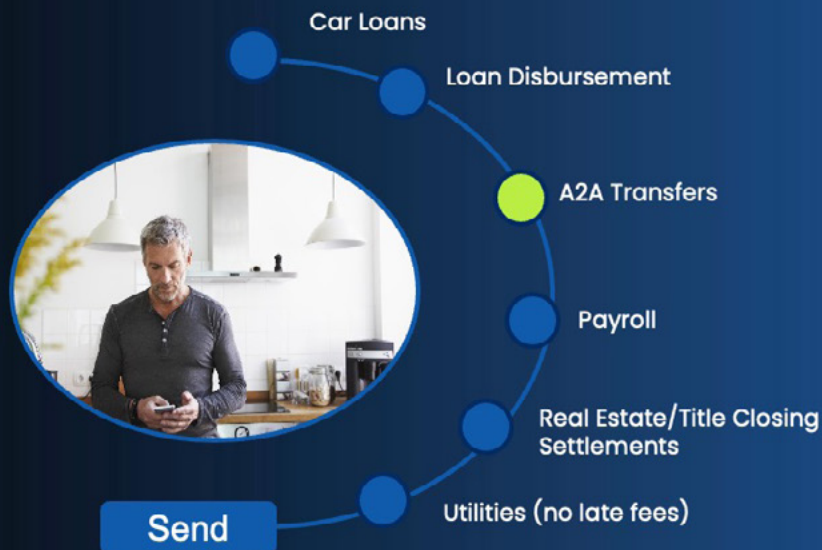 Car Loans
Loan Disbursement
A2A Transfers
Payroll
Real Estate/Title Closing
Settlements
Utilities (no late fees)
Send